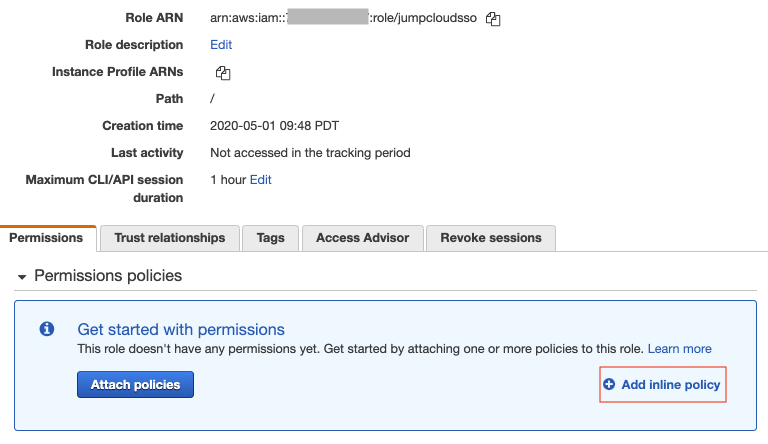 Role ARN arn:aws:iam:: :role/jumpcloudsso
Role description Edit
Instance Profile ARNs
Path /
Creation time 2020-05-01 09:48 PDT
Last activity Not accessed in the tracking period
Maximum CLI/API session 1 hour Edit
duration
Permissions Trust relationships Tags Access Advisor Revoke sessions
Permissions policies
Get started with permissions
This role doesn't have any permissions yet. Get started by attaching one or more policies to this role. Learn more
Attach policies Add inline policy